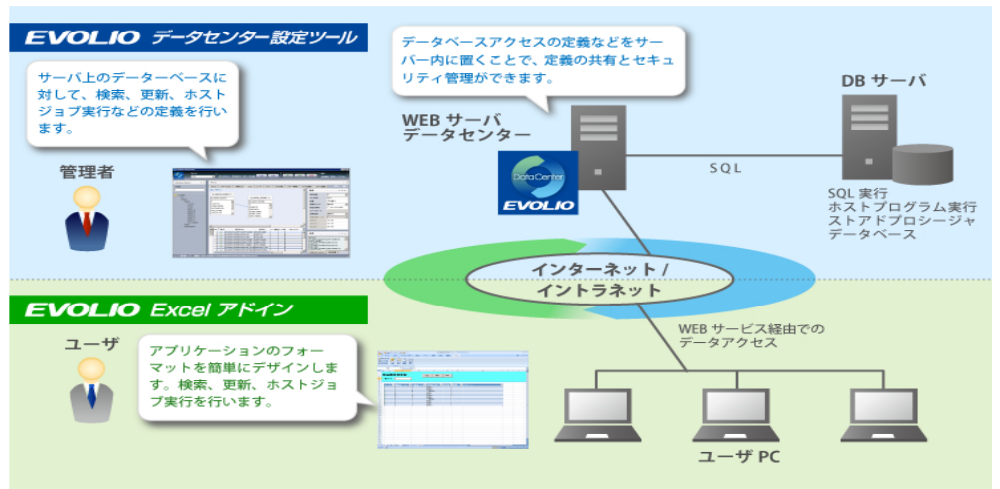 EVOLIO データセンター設定ツール
サーバ上のデーターベースに
対して、検索、更新、ホスト
ジョブ実行などの定義を行い
ます。
管理者
データベースアクセスの定義などをサー
バー内に置くことで、定義の共有とセキュ
リティ管理ができます。
WEB サーバ
データセンター
DataCenter
EVOLIO
SQL
DB サーバ
SQL 実行
ホストプログラム実行
ストアドプロシージャ
データベース
インターネット /
イントラネット
EVOLIO Excel アドイン
ユーザ
アプリケーションのフォー
マットを簡単にデザインしま
す。検索、更新、ホストジョ
ブ実行を行います。
WEB サービス経由での
データアクセス
ユーザ PC